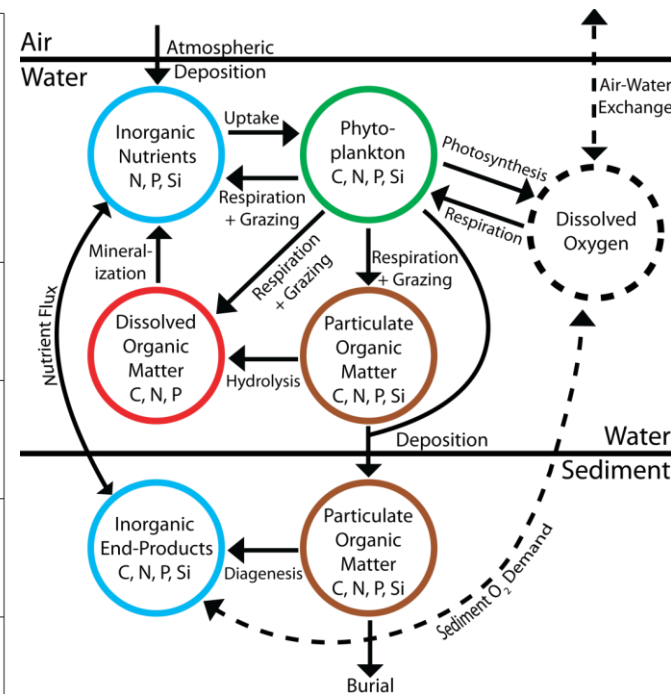 Air
Water
Atmospheric
Deposition
Air-Water
Exchange
Inorganic
Nutrients
N, P, Si
Uptake
Phyto-
plankton
C, N, P, Si
Photosynthesis
Respiration
Dissolved
Oxygen
Respiration
+ Grazing
Respiration
+ Grazing
Respiration
+ Grazing
Mineral-
ization
Nutrient Flux
Dissolved
Organic
Matter
C, N, P
Hydrolysis
Particulate
Organic
Matter
C, N, P, Si
Deposition
Water
Sediment
Inorganic
End-Products
C, N, P, Si
Diagenesis
Particulate
Organic
Matter
C, N, P, Si
Sediment O₂ Demand
Burial